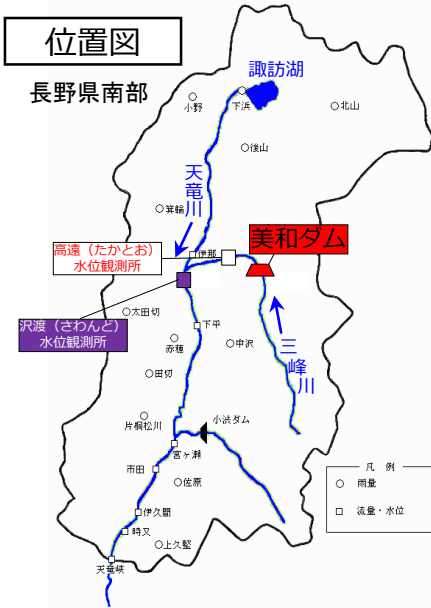 位置図
長野県南部
諏訪湖
下浜
小野
北山
後山
天竜川
箕輪
高遠（たかとお）
水位観測所
伊那
美和ダム
沢渡（さわんど）
水位観測所
太田切
下平
赤穂
中沢
三峰川
田切
片桐松川
小渋ダム
宮ヶ瀬
市田
佐原
凡 例
雨量
流量・水位
伊久間
時又
上久堅
天竜峡